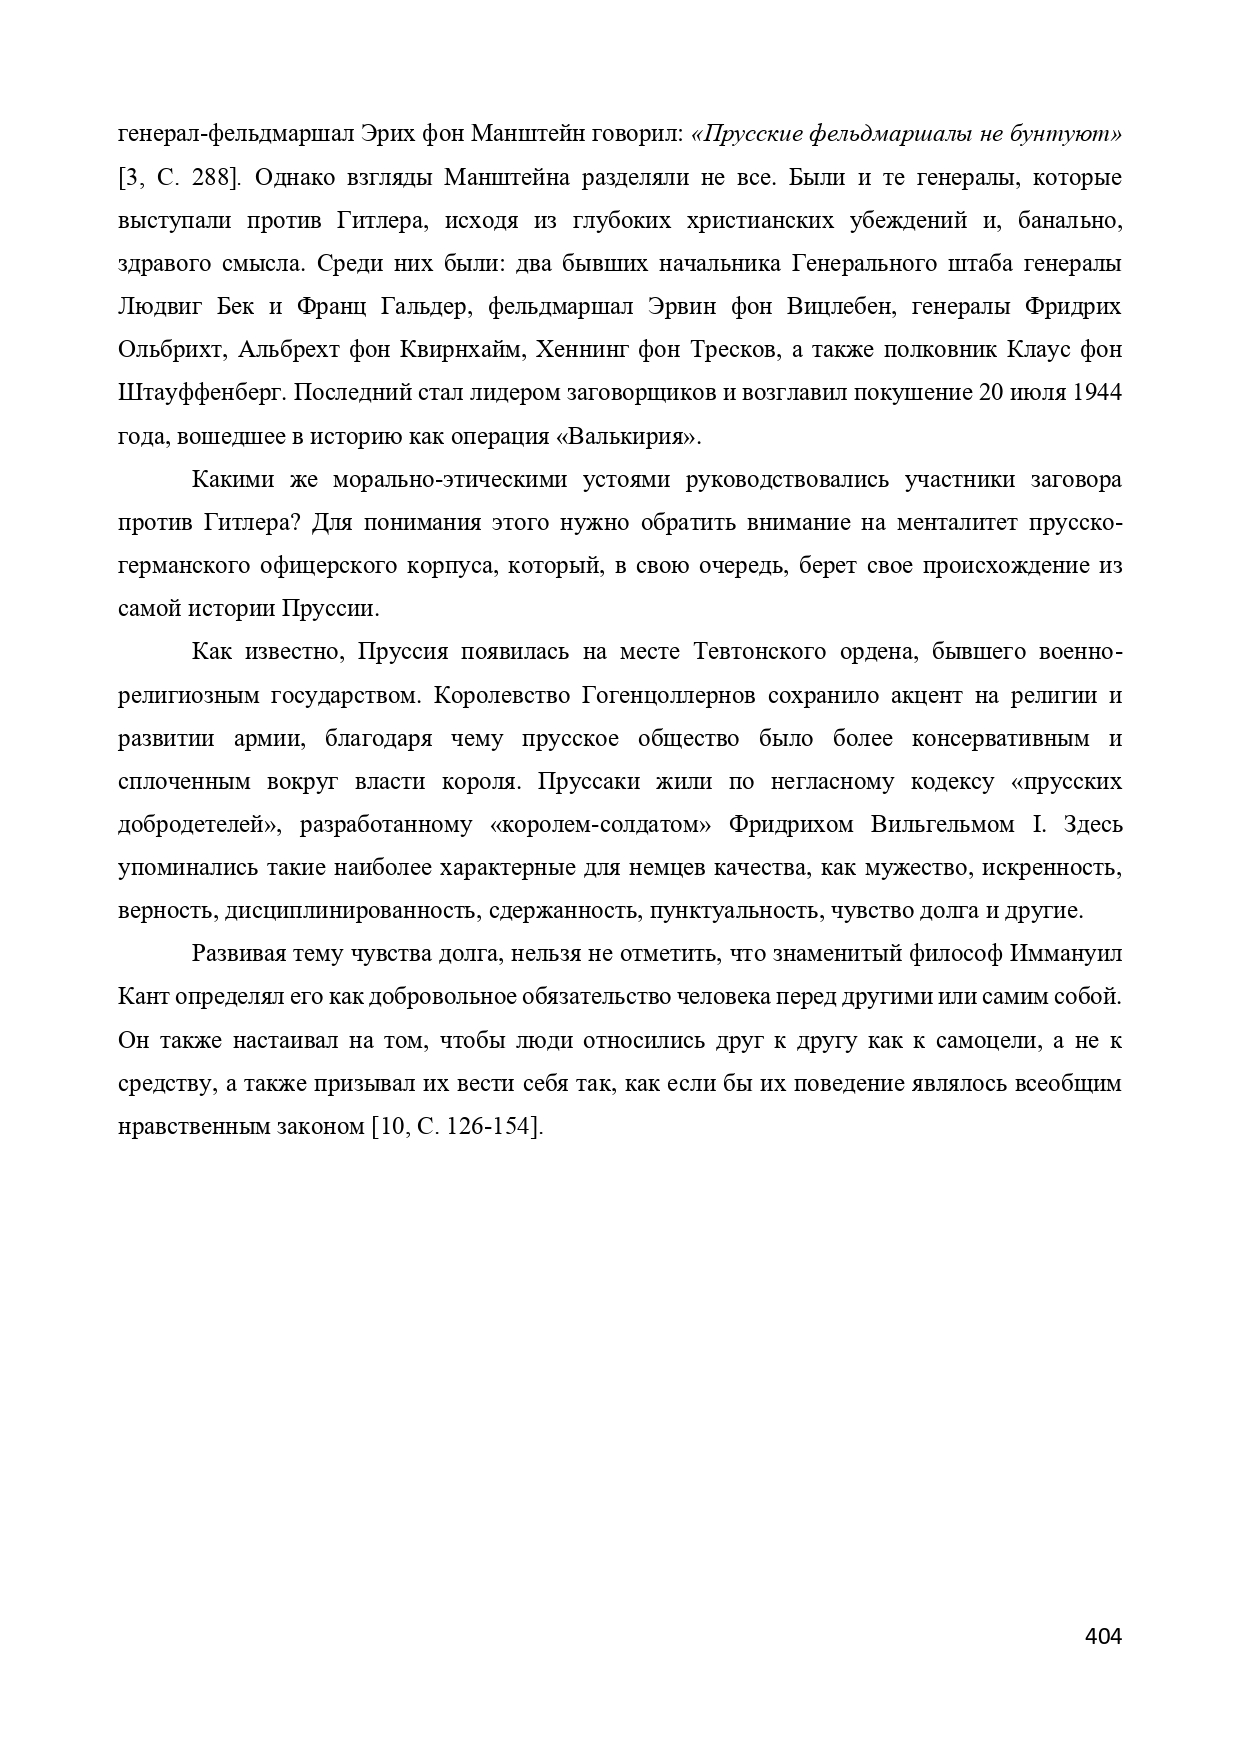 генерал-фельдмаршал Эрих фон Манштейн говорил: «Прусские фельдмаршалы не бунтуют»
[3, С. 288]. Однако взгляды Манштейна разделяли не все. Были и те генералы, которые
выступали против Гитлера, исходя из глубоких христианских убеждений и, банально,
здравого смысла. Среди них были: два бывших начальника Генерального штаба генералы
Людвиг Бек и Франц Гальдер, фельдмаршал Эрвин фон Вицлебен, генералы Фридрих
Ольбрихт, Альбрехт фон Квирнхайм, Хеннинг фон Тресков, а также полковник Клаус фон
Штауффенберг. Последний стал лидером заговорщиков и возглавил покушение 20 июля 1944
года, вошедшее в историю как операция «Валькирия».
Какими же морально-этическими устоями руководствовались участники заговора
против Гитлера? Для понимания этого нужно обратить внимание на менталитет прусско-
германского офицерского корпуса, который, в свою очередь, берет свое происхождение из
самой истории Пруссии.
Как известно, Пруссия появилась на месте Тевтонского ордена, бывшего военно-
религиозным государством. Королевство Гогенцоллернов сохранило акцент на религии и
развитии армии, благодаря чему прусское общество было более консервативным и
сплоченным вокруг власти короля. Пруссаки жили по негласному кодексу «прусских
добродетелей», разработанному «королем-солдатом» Фридрихом Вильгельмом I. Здесь
упоминались такие наиболее характерные для немцев качества, как мужество, искренность,
верность, дисциплинированность, сдержанность, пунктуальность, чувство долга и другие.
Развивая тему чувства долга, нельзя не отметить, что знаменитый философ Иммануил
Кант определял его как добровольное обязательство человека перед другими или самим собой.
Он также настаивал на том, чтобы люди относились друг к другу как к самоцели, а не к
средству, а также призывал их вести себя так, как если бы их поведение являлось всеобщим
нравственным законом [10, С. 126-154].
404